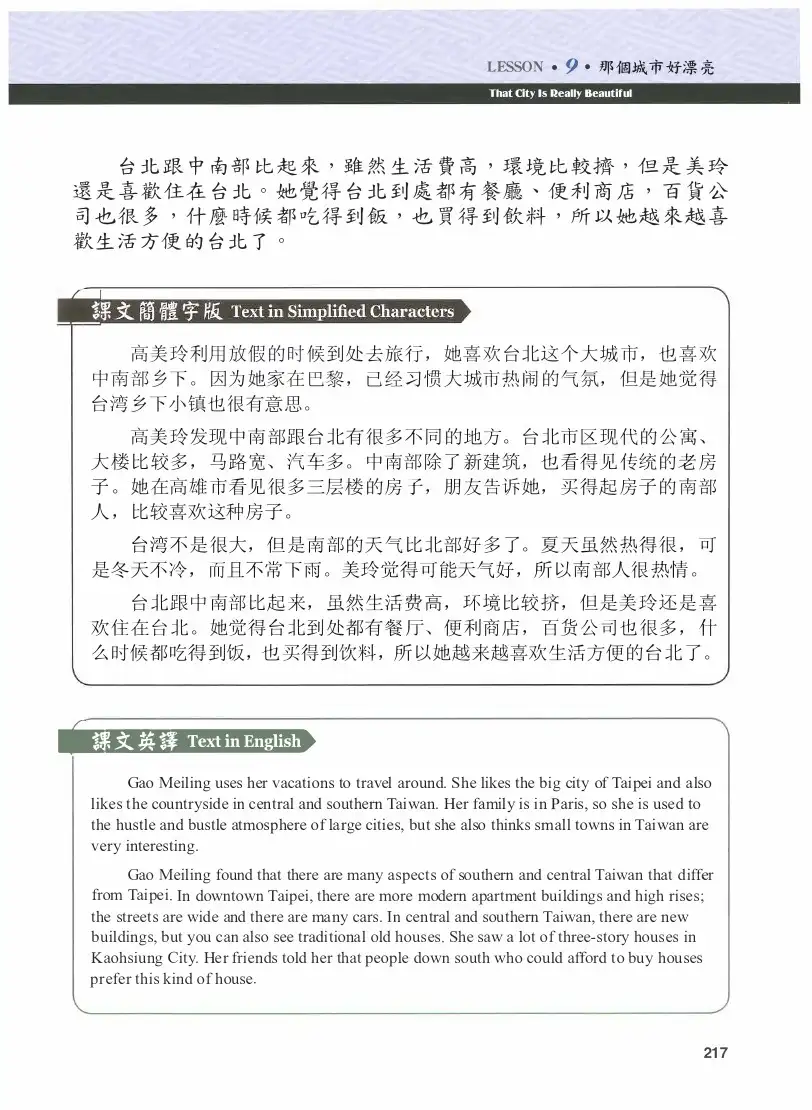 LESSON • 9 • 那個城市好漂亮
That City Is Really Beautiful
台北跟中南部比起來，雖然生活費高，環境比較擠，但是美玲
還是喜歡住在台北。她覺得台北到處都有餐廳、便利商店，百貨公
司也很多，什麼時候都吃得到飯，也買得到飲料，所以她越來越喜
歡生活方便的台北了。
課文簡體字版 Text in Simplified Characters
高美玲利用放假的时候到处去旅行，她喜欢台北这个大城市，也喜欢
中南部乡下。因为她家在巴黎，已经习惯大城市热闹的气氛，但是她觉得
台湾乡下小镇也很有意思。
高美玲发现中南部跟台北有很多不同的地方。台北市区现代的公寓、
大楼比较多，马路宽、汽车多。中南部除了新建筑，也看得见传统的老房
子。她在高雄市看见很多三层楼的房子，朋友告诉她，买得起房子的南部
人，比较喜欢这种房子。
台湾不是很大，但是南部的天气比北部好多了。夏天虽然热得很，可
是冬天不冷，而且不常下雨。美玲觉得可能天气好，所以南部人很热情。
台北跟中南部比起来，虽然生活费高，环境比较挤，但是美玲还是喜
欢住在台北。她觉得台北到处都有餐厅、便利商店，百货公司也很多，什
么时候都吃得到饭，也买得到饮料，所以她越来越喜欢生活方便的台北了。
課文英譯 Text in English
Gao Meiling uses her vacations to travel around. She likes the big city of Taipei and also
likes the countryside in central and southern Taiwan. Her family is in Paris, so she is used to
the hustle and bustle atmosphere of large cities, but she also thinks small towns in Taiwan are
very interesting.
Gao Meiling found that there are many aspects of southern and central Taiwan that differ
from Taipei. In downtown Taipei, there are more modern apartment buildings and high rises;
the streets are wide and there are many cars. In central and southern Taiwan, there are new
buildings, but you can also see traditional old houses. She saw a lot of three-story houses in
Kaohsiung City. Her friends told her that people down south who could afford to buy houses
prefer this kind of house.
217